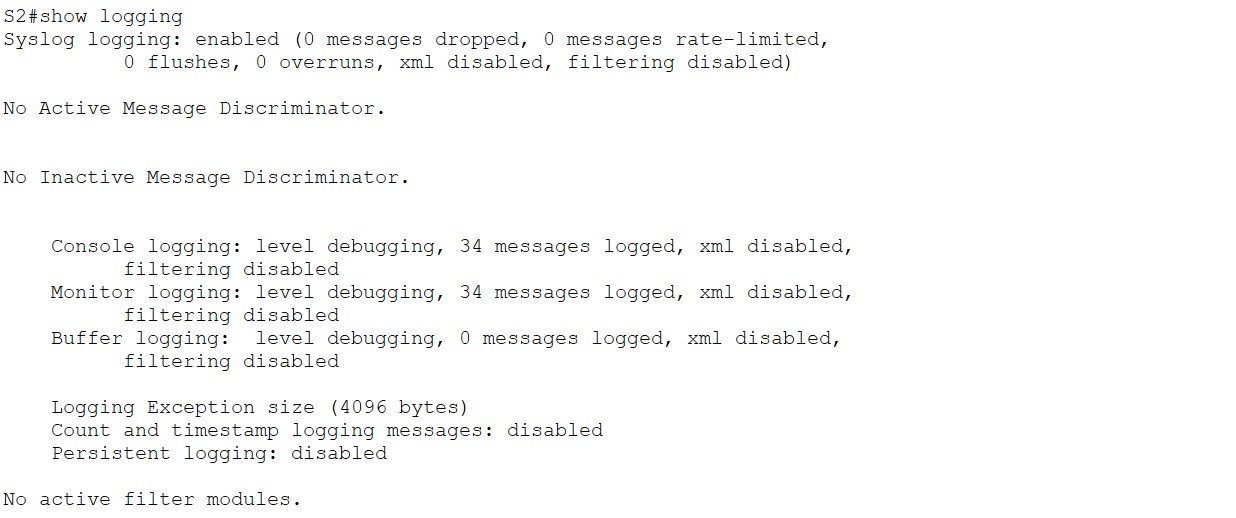 S2#show logging
Syslog logging: enabled (0 messages dropped, 0 messages rate-limited,
0 flushes, 0 overruns, xml disabled, filtering disabled)
No Active Message Discriminator.
No Inactive Message Discriminator.
Console logging: level debugging, 34 messages logged, xml disabled,
filtering disabled
Monitor logging: level debugging, 34 messages logged, xml disabled,
filtering disabled
Buffer logging:  level debugging, 0 messages logged, xml disabled,
filtering disabled
Logging Exception size (4096 bytes)
Count and timestamp logging messages: disabled
Persistent logging: disabled
No active filter modules.